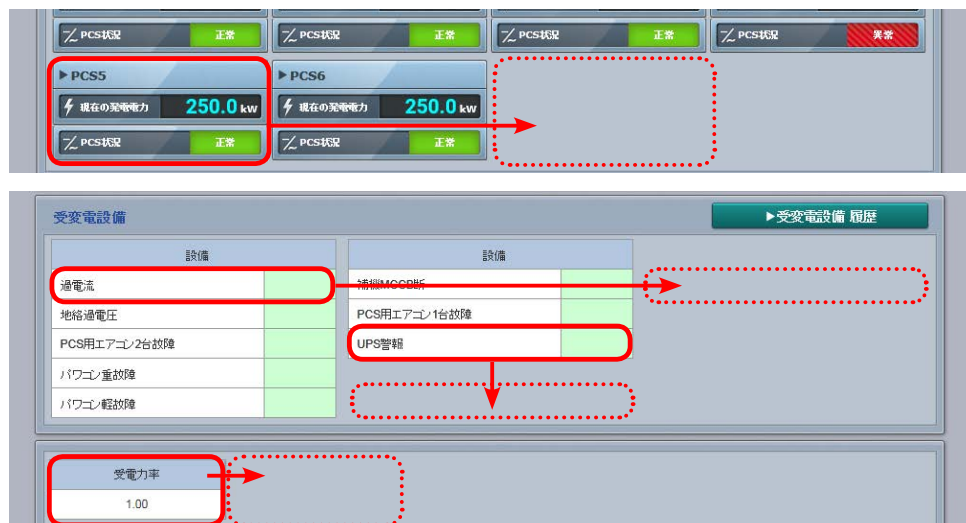 PCS状況 正常 PCS状況 正常 PCS状況 正常 PCS状況 異常
▶PCS5 ▶PCS6
現在の発電電力 250.0 kW 現在の発電電力 250.0 kW
PCS状況 正常 PCS状況 正常
受変電設備 ▶受変電設備 履歴
設備 設備
過電流 補機MCCB断
地絡過電圧 PCS用エアコン1台故障
PCS用エアコン2台故障 UPS警報
パワコン重故障
パワコン軽故障
受電力率
1.00